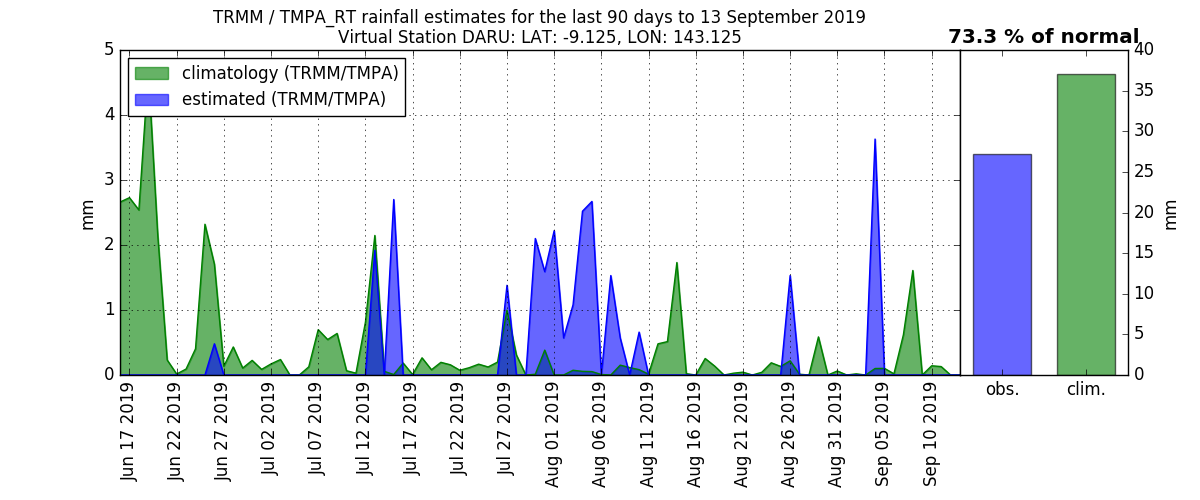 TRMM / TMPA_RT rainfall estimates for the last 90 days to 13 September 2019
Virtual Station DARU: LAT: -9.125, LON: 143.125
73.3 % of normal
climatology (TRMM/TMPA)
estimated (TRMM/TMPA)
mm
5
4
3
2
1
0
Jun 17 2019
Jun 22 2019
Jun 27 2019
Jul 02 2019
Jul 07 2019
Jul 12 2019
Jul 17 2019
Jul 22 2019
Jul 27 2019
Aug 01 2019
Aug 06 2019
Aug 11 2019
Aug 16 2019
Aug 21 2019
Aug 26 2019
Aug 31 2019
Sep 05 2019
Sep 10 2019
obs.
clim.
40
35
30
25
20
15
10
5
0
mm